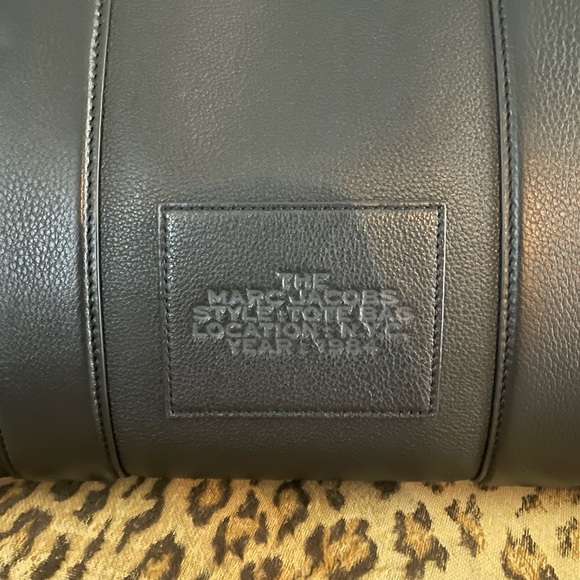 THE
MARC JACOBS
STYLE : TOTE BAG
LOCATION : N.Y.C.
YEAR : 1984